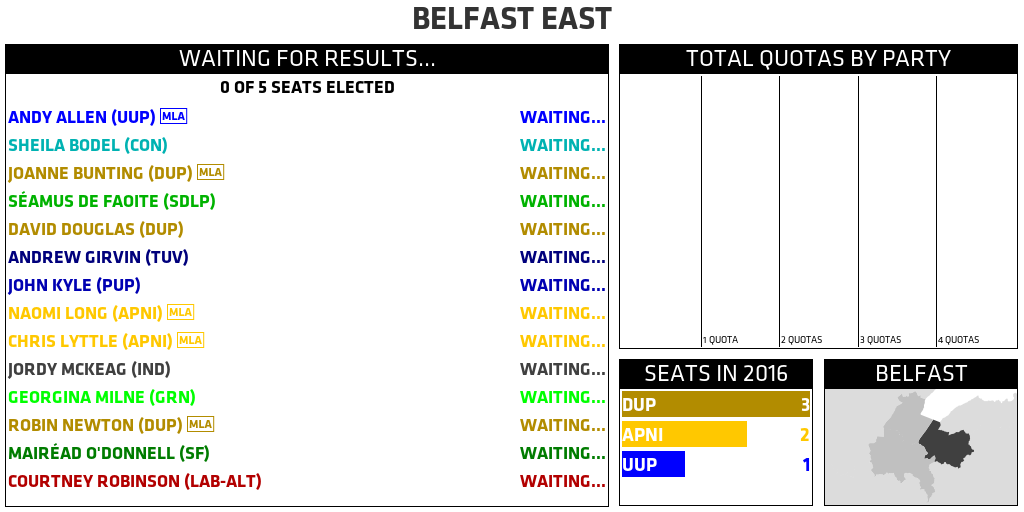 BELFAST EAST
WAITING FOR RESULTS...
0 OF 5 SEATS ELECTED
ANDY ALLEN (UUP) MLA WAITING...
SHEILA BODEL (CON) WAITING...
JOANNE BUNTING (DUP) MLA WAITING...
SÉAMUS DE FAOITE (SDLP) WAITING...
DAVID DOUGLAS (DUP) WAITING...
ANDREW GIRVIN (TUV) WAITING...
JOHN KYLE (PUP) WAITING...
NAOMI LONG (APNI) MLA WAITING...
CHRIS LYTTLE (APNI) MLA WAITING...
JORDY MCKEAG (IND) WAITING...
GEORGINA MILNE (GRN) WAITING...
ROBIN NEWTON (DUP) MLA WAITING...
MAIRÉAD O'DONNELL (SF) WAITING...
COURTNEY ROBINSON (LAB-ALT) WAITING...
TOTAL QUOTAS BY PARTY
1 QUOTA 2 QUOTAS 3 QUOTAS 4 QUOTAS
SEATS IN 2016
DUP 3
APNI 2
UUP 1
BELFAST